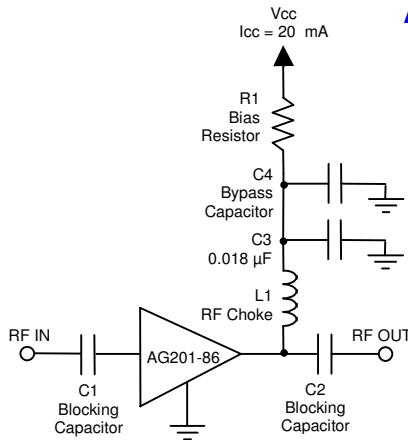 Vcc
Icc = 20 mA
R1
Bias
Resistor
C4
Bypass
Capacitor
C3
0.018 µF
L1
RF Choke
RF IN
AG201-86
RF OUT
C1
Blocking
Capacitor
C2
Blocking
Capacitor